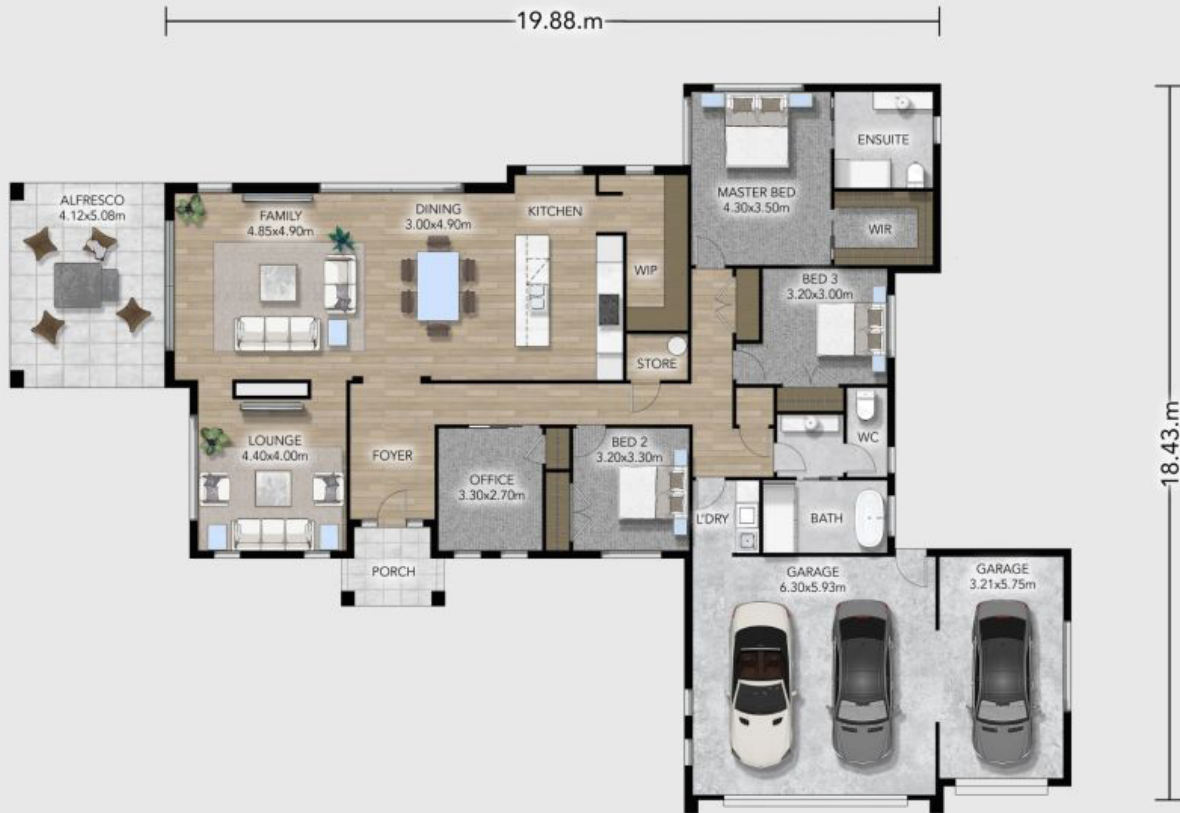 19.88.m
ALFRESCO
4.12x5.08m
FAMILY
4.85x4.90m
DINING
3.00x4.90m
KITCHEN
WIP
STORE
MASTER BED
4.30x3.50m
ENSUITE
WIR
BED 3
3.20x3.00m
18.43.m
LOUNGE
4.40x4.00m
FOYER
OFFICE
3.30x2.70m
BED 2
3.20x3.30m
WC
L'DRY
BATH
PORCH
GARAGE
6.30x5.93m
GARAGE
3.21x5.75m